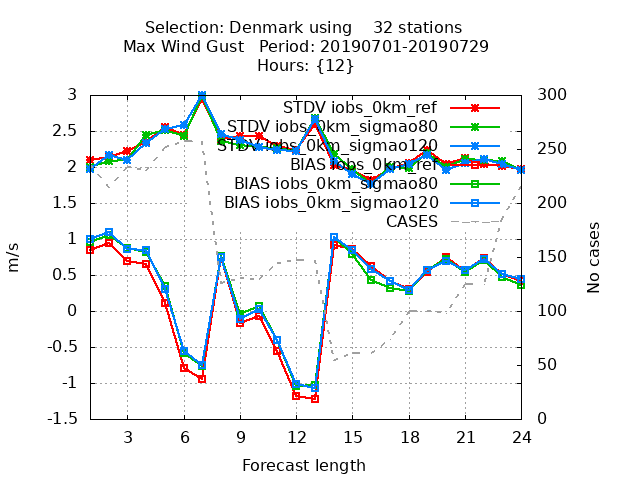 Selection: Denmark using    32 stations
Max Wind Gust   Period: 20190701-20190729
Hours: {12}
3
2.5
2
1.5
1
0.5
0
-0.5
-1
-1.5
m/s
STDV iobs_0km_ref
STDV iobs_0km_sigmao80
STDV iobs_0km_sigmao120
BIAS iobs_0km_ref
BIAS iobs_0km_sigmao80
BIAS iobs_0km_sigmao120
CASES
300
250
200
150
100
50
0
No cases
3 6 9 12 15 18 21 24
Forecast length